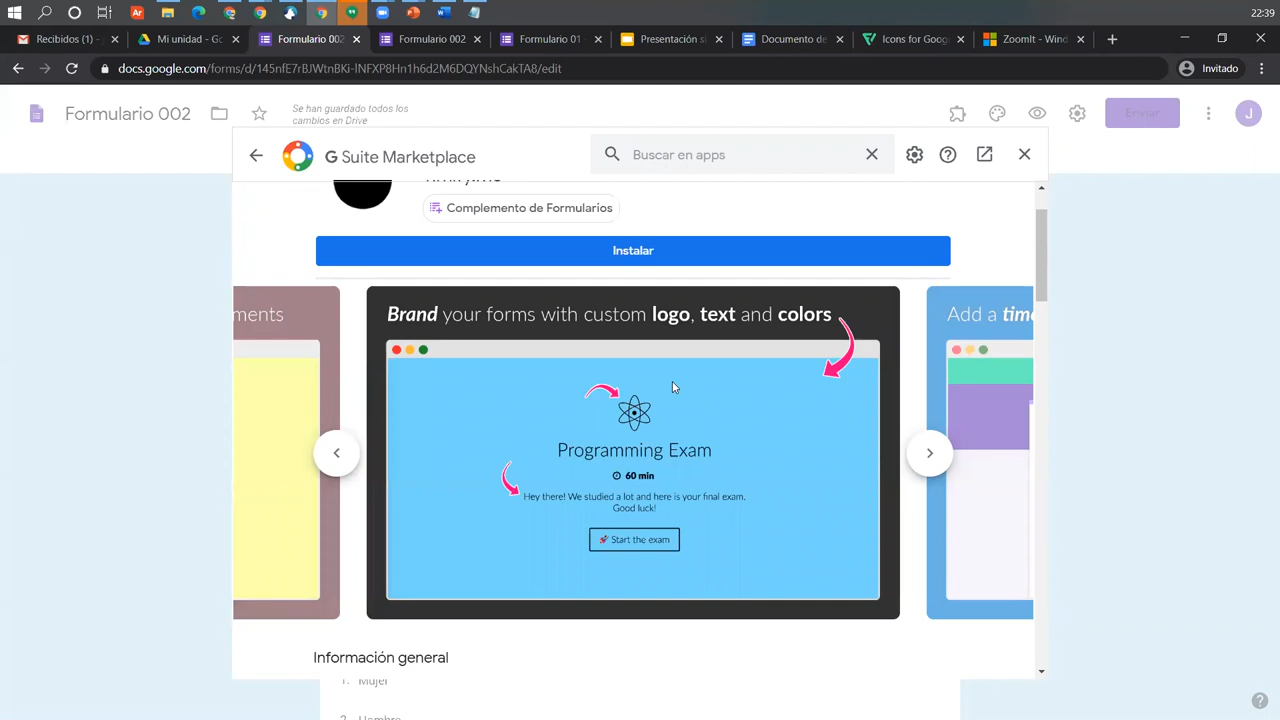 22:39
Recibidos (1) -
Mi unidad - Go
Formulario 002
Formulario 002
Formulario 01
Presentación si
Documento de
Icons for Goog
ZoomIt - Wind
docs.google.com/forms/d/145nfE7rBJWtnBKi-INFXP8Hn1h6d2M6DQYNshCakTA8/edit
Invitado
Formulario 002
Se han guardado todos los
cambios en Drive
Enviar
J
G Suite Marketplace
Buscar en apps
Complemento de Formularios
Instalar
ments
Brand your forms with custom logo, text and colors
Add a time
Programming Exam
60 min
Hey there! We studied a lot and here is your final exam.
Good luck!
Start the exam
Información general
1. Mujer
2. Hombre